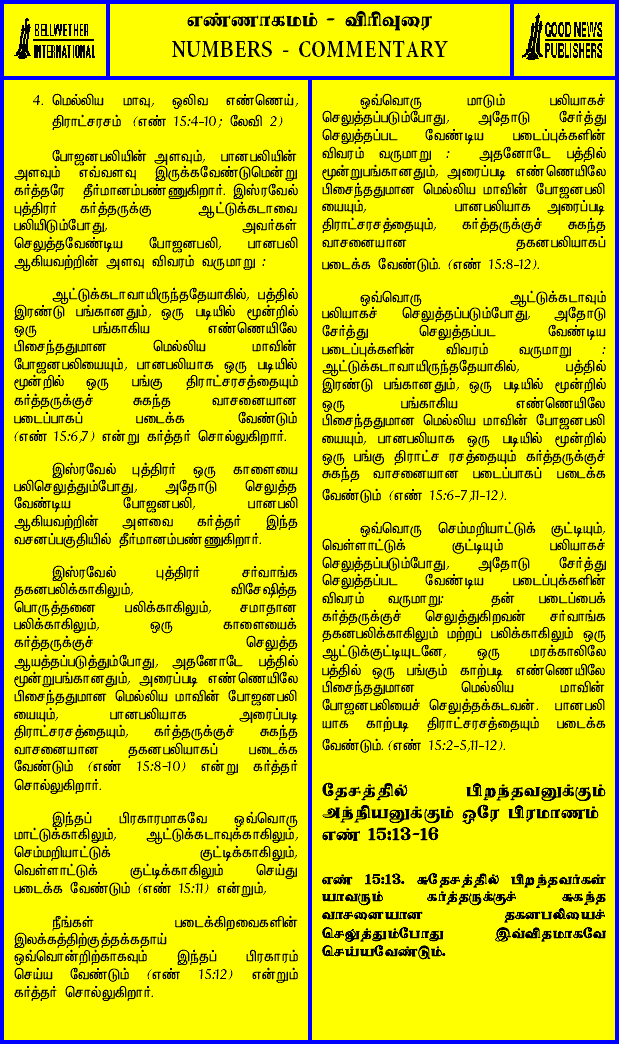 BELLWETHER
INTERNATIONAL
எண்ணாகமம் - விரிவுரை
NUMBERS - COMMENTARY
GOOD NEWS
PUBLISHERS
4. மெல்லிய மாவு, ஒலிவ எண்ணெய்,
திராட்சரசம் (எண் 15:4-10; லேவி 2)
போஜனபலியின் அளவும், பானபலியின்
அளவும் எவ்வளவு இருக்கவேண்டுமென்று
கர்த்தரே தீர்மானம்பண்ணுகிறார். இஸ்ரவேல்
புத்திரர் கர்த்தருக்கு ஆட்டுக்கடாவை
பலியிடும்போது, அவர்கள்
செலுத்தவேண்டிய போஜனபலி, பானபலி
ஆகியவற்றின் அளவு விவரம் வருமாறு :
ஆட்டுக்கடாவாயிருந்ததேயாகில், பத்தில்
இரண்டு பங்கானதும், ஒரு படியில் மூன்றில்
ஒரு பங்காகிய எண்ணெயிலே
பிசைந்ததுமான மெல்லிய மாவின்
போஜனபலியையும், பானபலியாக ஒரு படியில்
மூன்றில் ஒரு பங்கு திராட்சரசத்தையும்
கர்த்தருக்குச் சுகந்த வாசனையான
படைப்பாகப் படைக்க வேண்டும்
(எண் 15:6,7) என்று கர்த்தர் சொல்லுகிறார்.
இஸ்ரவேல் புத்திரர் ஒரு காளையை
பலிசெலுத்தும்போது, அதோடு செலுத்த
வேண்டிய போஜனபலி, பானபலி
ஆகியவற்றின் அளவை கர்த்தர் இந்த
வசனப்பகுதியில் தீர்மானம்பண்ணுகிறார்.
இஸ்ரவேல் புத்திரர் சர்வாங்க
தகனபலிக்காகிலும், விசேஷித்த
பொருத்தனை பலிக்காகிலும், சமாதான
பலிக்காகிலும், ஒரு காளையைக்
கர்த்தருக்குச் செலுத்த
ஆயத்தப்படுத்தும்போது, அதனோடே பத்தில்
மூன்றுபங்கானதும், அரைப்படி எண்ணெயிலே
பிசைந்ததுமான மெல்லிய மாவின் போஜனபலி
யையும், பானபலியாக அரைப்படி
திராட்சரசத்தையும், கர்த்தருக்குச் சுகந்த
வாசனையான தகனபலியாகப் படைக்க
வேண்டும் (எண் 15:8-10) என்று கர்த்தர்
சொல்லுகிறார்.
இந்தப் பிரகாரமாகவே ஒவ்வொரு
மாட்டுக்காகிலும், ஆட்டுக்கடாவுக்காகிலும்,
செம்மறியாட்டுக் குட்டிக்காகிலும்,
வெள்ளாட்டுக் குட்டிக்காகிலும் செய்து
படைக்க வேண்டும் (எண் 15:11) என்றும்,
நீங்கள் படைக்கிறவைகளின்
இலக்கத்திற்குத்தக்கதாய்
ஒவ்வொன்றிற்காகவும் இந்தப் பிரகாரம்
செய்ய வேண்டும் (எண் 15:12) என்றும்
கர்த்தர் சொல்லுகிறார்.
ஒவ்வொரு மாடும் பலியாகச்
செலுத்தப்படும்போது, அதோடு சேர்த்து
செலுத்தப்பட வேண்டிய படைப்புக்களின்
விவரம் வருமாறு : அதனோடே பத்தில்
மூன்றுபங்கானதும், அரைப்படி எண்ணெயிலே
பிசைந்ததுமான மெல்லிய மாவின் போஜனபலி
யையும், பானபலியாக அரைப்படி
திராட்சரசத்தையும், கர்த்தருக்குச் சுகந்த
வாசனையான தகனபலியாகப்
படைக்க வேண்டும். (எண் 15:8-12).
ஒவ்வொரு ஆட்டுக்கடாவும்
பலியாகச் செலுத்தப்படும்போது, அதோடு
சேர்த்து செலுத்தப்பட வேண்டிய
படைப்புக்களின் விவரம் வருமாறு :
ஆட்டுக்கடாவாயிருந்ததேயாகில், பத்தில்
இரண்டு பங்கானதும், ஒரு படியில் மூன்றில்
ஒரு பங்காகிய எண்ணெயிலே
பிசைந்ததுமான மெல்லிய மாவின் போஜனபலி
யையும், பானபலியாக ஒரு படியில் மூன்றில்
ஒரு பங்கு திராட்ச ரசத்தையும் கர்த்தருக்குச்
சுகந்த வாசனையான படைப்பாகப் படைக்க
வேண்டும் (எண் 15:6-7,11-12).
ஒவ்வொரு செம்மறியாட்டுக் குட்டியும்,
வெள்ளாட்டுக் குட்டியும் பலியாகச்
செலுத்தப்படும்போது, அதோடு சேர்த்து
செலுத்தப்பட வேண்டிய படைப்புக்களின்
விவரம் வருமாறு: தன் படைப்பைக்
கர்த்தருக்குச் செலுத்துகிறவன் சர்வாங்க
தகனபலிக்காகிலும் மற்றப் பலிக்காகிலும் ஒரு
ஆட்டுக்குட்டியுடனே, ஒரு மரக்காலிலே
பத்தில் ஒரு பங்கும் காற்படி எண்ணெயிலே
பிசைந்ததுமான மெல்லிய மாவின்
போஜனபலியைச் செலுத்தக்கடவன். பானபலி
யாக காற்படி திராட்சரசத்தையும் படைக்க
வேண்டும். (எண் 15:2-5,11-12).
தேசத்தில் பிறந்தவனுக்கும்
அந்நியனுக்கும் ஒரே பிரமாணம்
எண் 15:13-16
எண் 15:13. சுதேசத்தில் பிறந்தவர்கள்
யாவரும் கர்த்தருக்குச் சுகந்த
வாசனையான தகனபலியைச்
செலுத்தும்போது இவ்விதமாகவே
செய்யவேண்டும்.